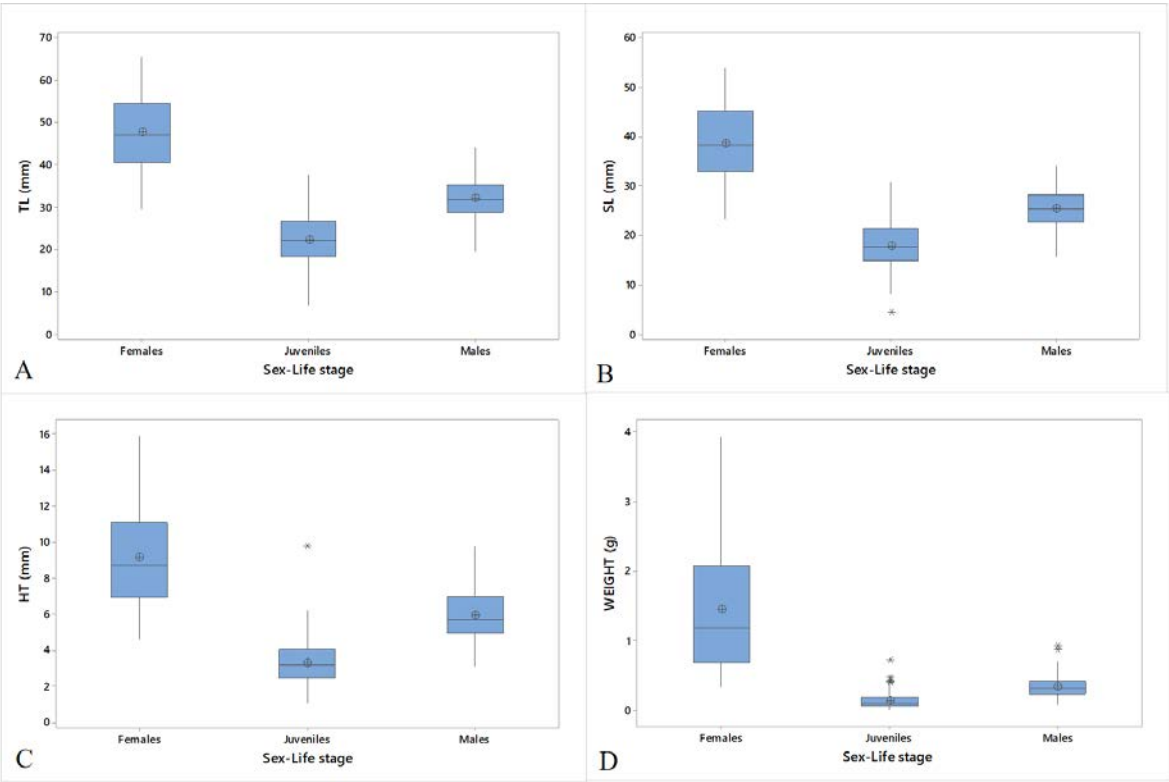 70
60
50
40
30
20
10
0
TL (mm)
Females Juveniles Males
Sex-Life stage
A
60
50
40
30
20
10
0
SL (mm)
Females Juveniles Males
Sex-Life stage
B
16
14
12
10
8
6
4
2
0
HT (mm)
Females Juveniles Males
Sex-Life stage
C
4
3
2
1
0
WEIGHT (g)
Females Juveniles Males
Sex-Life stage
D